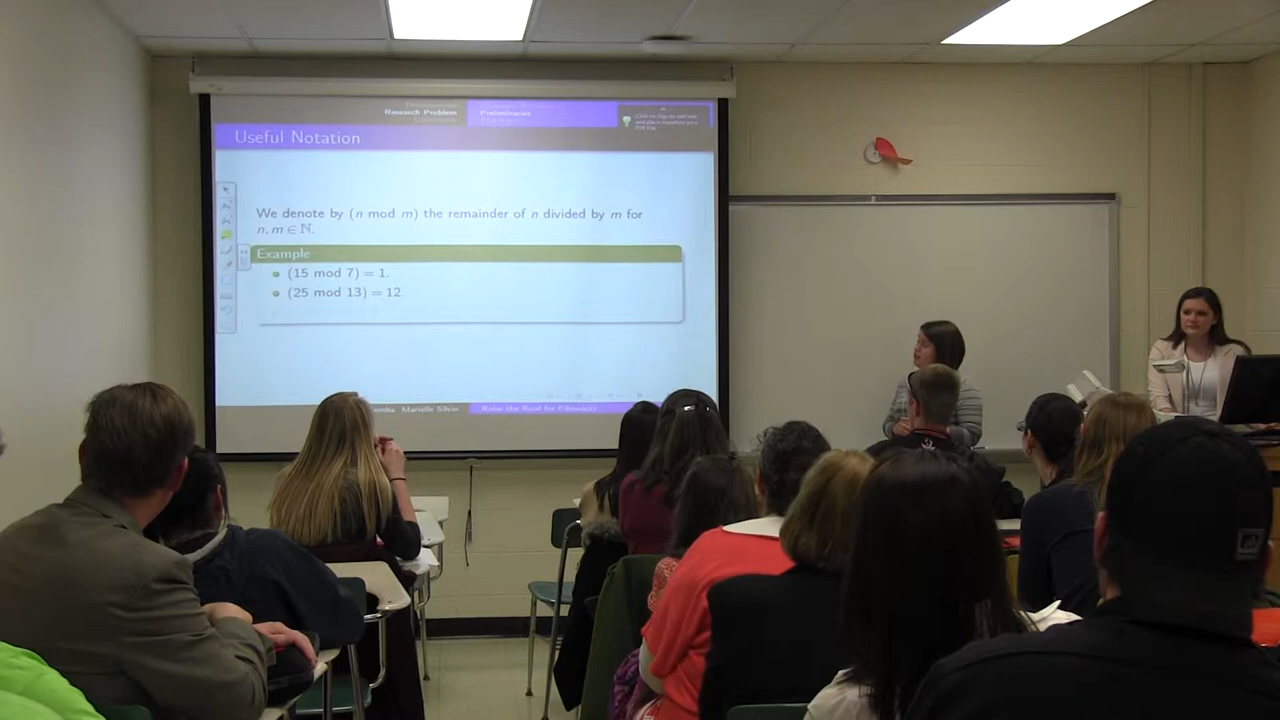 Research Problem
Preliminaries
Useful Notation
We denote by (n mod m) the remainder of n divided by m for
n, m ∈ ℕ.
Example
(15 mod 7) = 1.
(25 mod 13) = 12.
Marielle Silvio
Raise the Roof for Fibonacci